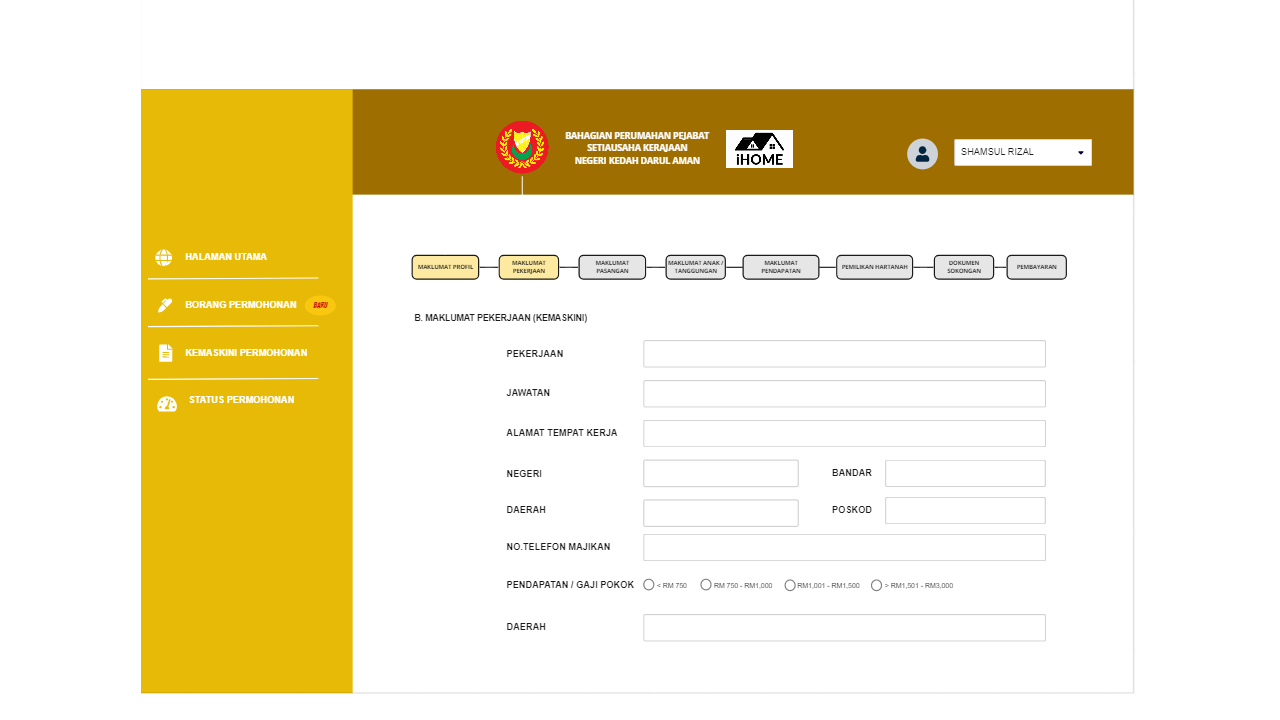 BAHAGIAN PERUMAHAN PEJABAT
SETIAUSAHA KERAJAAN
NEGERI KEDAH DARUL AMAN
iHOME
SHAMSUL RIZAL
HALAMAN UTAMA
BORANG PERMOHONAN BARU
KEMASKINI PERMOHONAN
STATUS PERMOHONAN
MAKLUMAT PROFIL
MAKLUMAT
PEKERJAAN
MAKLUMAT
PASANGAN
MAKLUMAT ANAK /
TANGGUNGAN
MAKLUMAT
PENDAPATAN
PEMILIKAN HARTANAH
DOKUMEN
SOKONGAN
PEMBAYARAN
B. MAKLUMAT PEKERJAAN (KEMASKINI)
PEKERJAAN
JAWATAN
ALAMAT TEMPAT KERJA
NEGERI BANDAR
DAERAH POSKOD
NO.TELEFON MAJIKAN
PENDAPATAN / GAJI POKOK < RM 750 RM 750 - RM1,000 RM1,001 - RM1,500 > RM1,501 - RM3,000
DAERAH